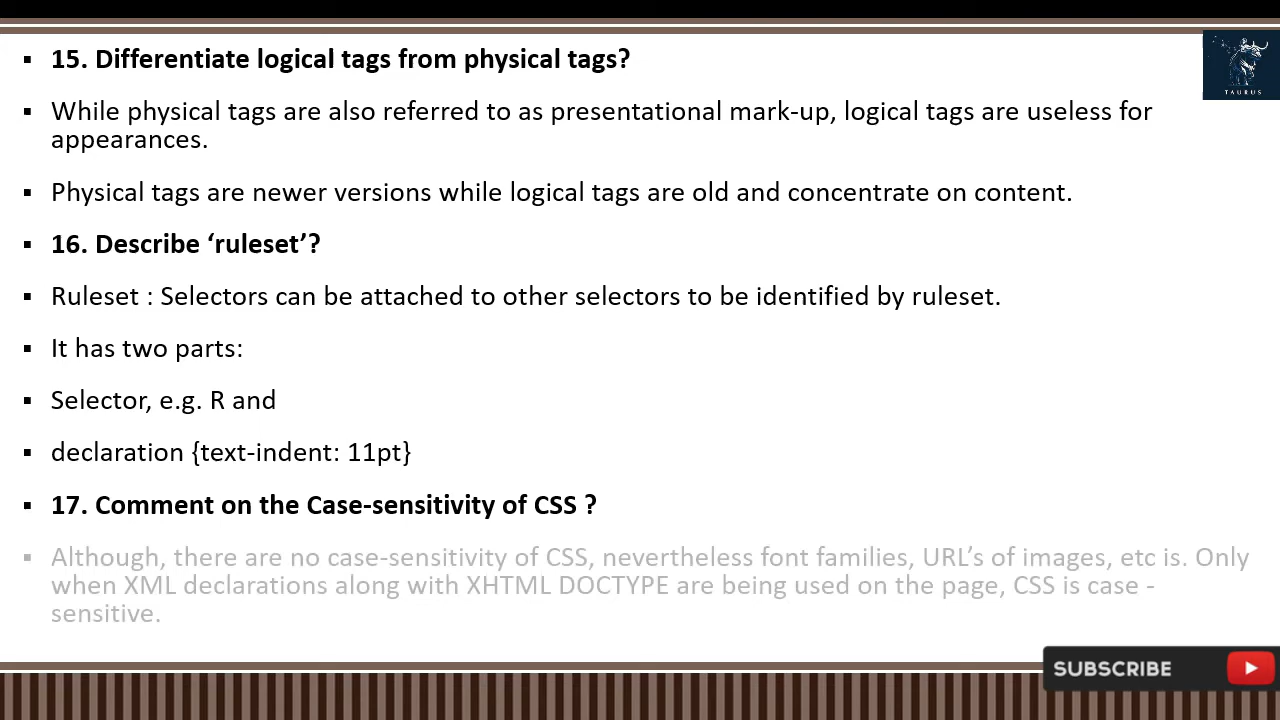 15. Differentiate logical tags from physical tags?
TAURUS
While physical tags are also referred to as presentational mark-up, logical tags are useless for
appearances.
Physical tags are newer versions while logical tags are old and concentrate on content.
16. Describe ‘ruleset’?
Ruleset : Selectors can be attached to other selectors to be identified by ruleset.
It has two parts:
Selector, e.g. R and
declaration {text-indent: 11pt}
17. Comment on the Case-sensitivity of CSS ?
Although, there are no case-sensitivity of CSS, nevertheless font families, URL’s of images, etc is. Only
when XML declarations along with XHTML DOCTYPE are being used on the page, CSS is case -
sensitive.
SUBSCRIBE